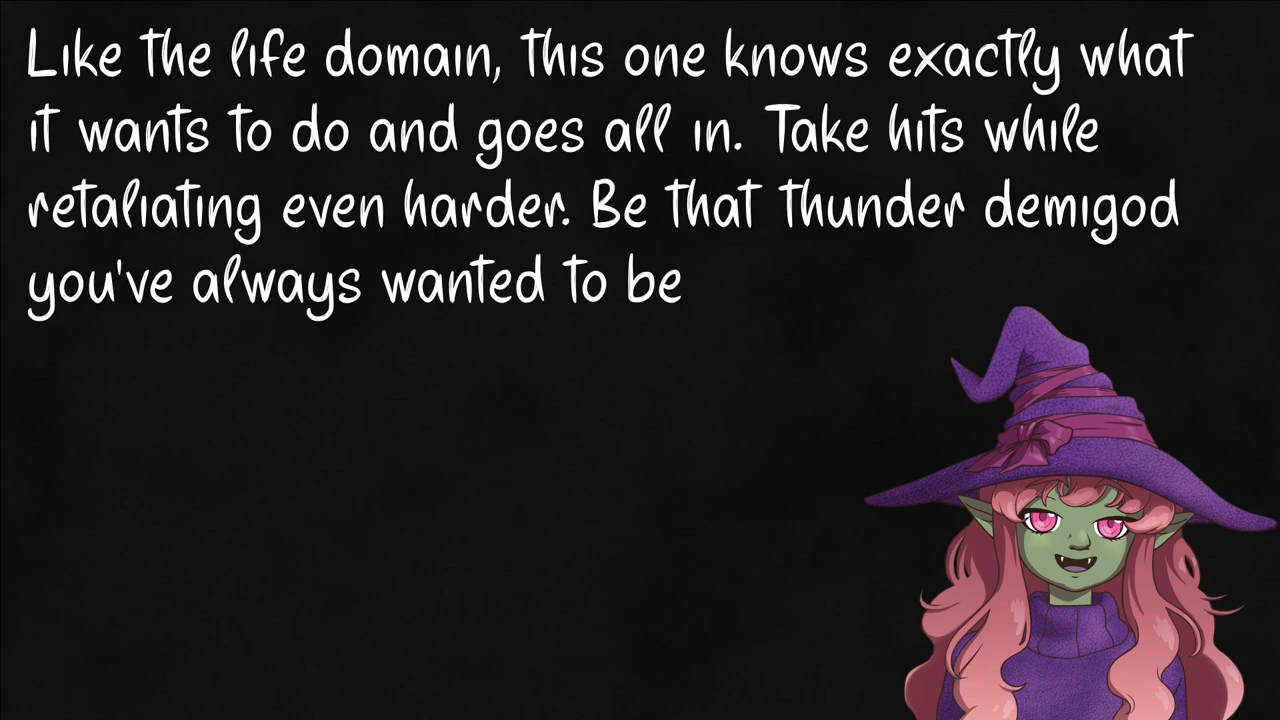 Like the life domain, this one knows exactly what
it wants to do and goes all in. Take hits while
retaliating even harder. Be that thunder demigod
you've always wanted to be